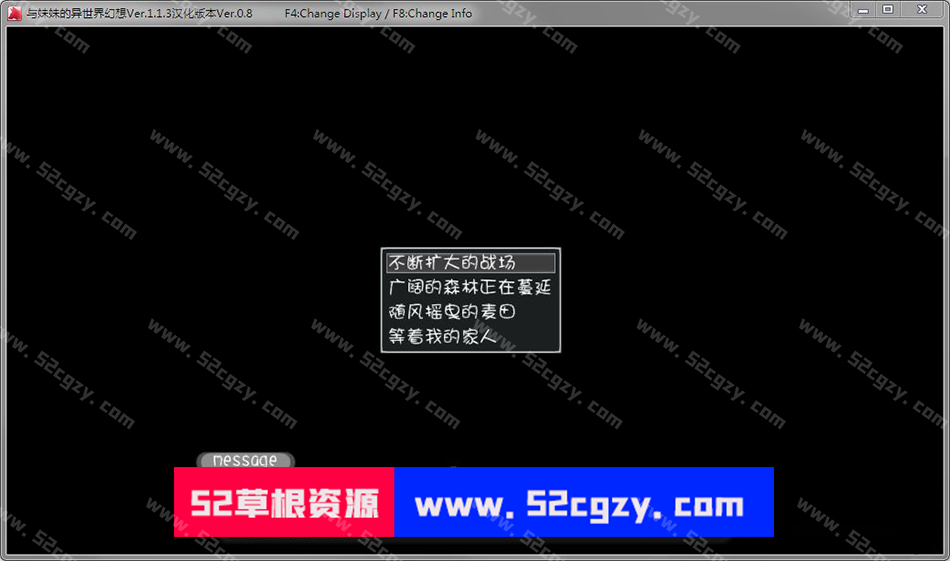 与妹妹的异世界幻想Ver.1.1.3汉化版本Ver.0.8 F4:Change Display / F8:Change Info
不断扩大的战场
广阔的森林正在蔓延
随风摇曳的麦田
等着我的家人
message
52草根资源 www.52cgzy.com
www.52cgzy.com